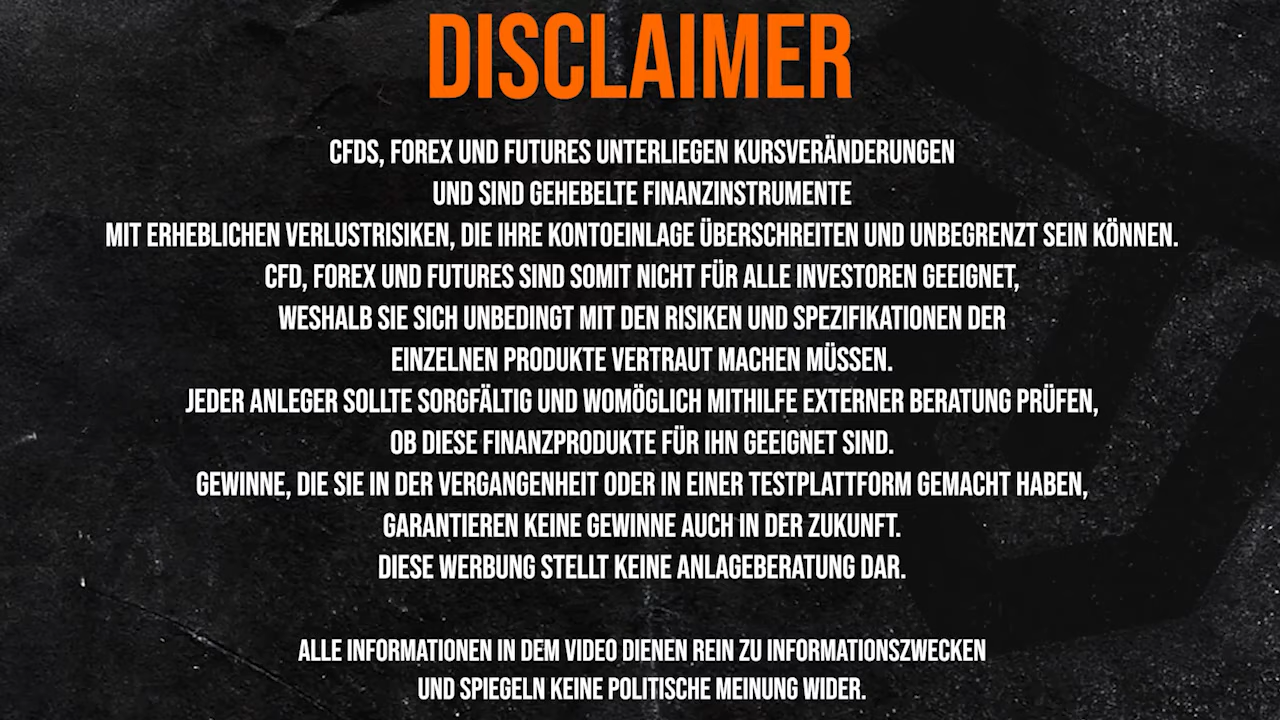 DISCLAIMER
CFDS, FOREX UND FUTURES UNTERLIEGEN KURSVERÄNDERUNGEN
UND SIND GEHEBELTE FINANZINSTRUMENTE
MIT ERHEBLICHEN VERLUSTRISIKEN, DIE IHRE KONTOEINLAGE ÜBERSCHREITEN UND UNBEGRENZT SEIN KÖNNEN.
CFD, FOREX UND FUTURES SIND SOMIT NICHT FÜR ALLE INVESTOREN GEEIGNET,
WESHALB SIE SICH UNBEDINGT MIT DEN RISIKEN UND SPEZIFIKATIONEN DER
EINZELNEN PRODUKTE VERTRAUT MACHEN MÜSSEN.
JEDER ANLEGER SOLLTE SORGFÄLTIG UND WOMÖGLICH MITHILFE EXTERNER BERATUNG PRÜFEN,
OB DIESE FINANZPRODUKTE FÜR IHN GEEIGNET SIND.
GEWINNE, DIE SIE IN DER VERGANGENHEIT ODER IN EINER TESTPLATTFORM GEMACHT HABEN,
GARANTIEREN KEINE GEWINNE AUCH IN DER ZUKUNFT.
DIESE WERBUNG STELLT KEINE ANLAGEBERATUNG DAR.
ALLE INFORMATIONEN IN DEM VIDEO DIENEN REIN ZU INFORMATIONSZWECKEN
UND SPIEGELN KEINE POLITISCHE MEINUNG WIDER.